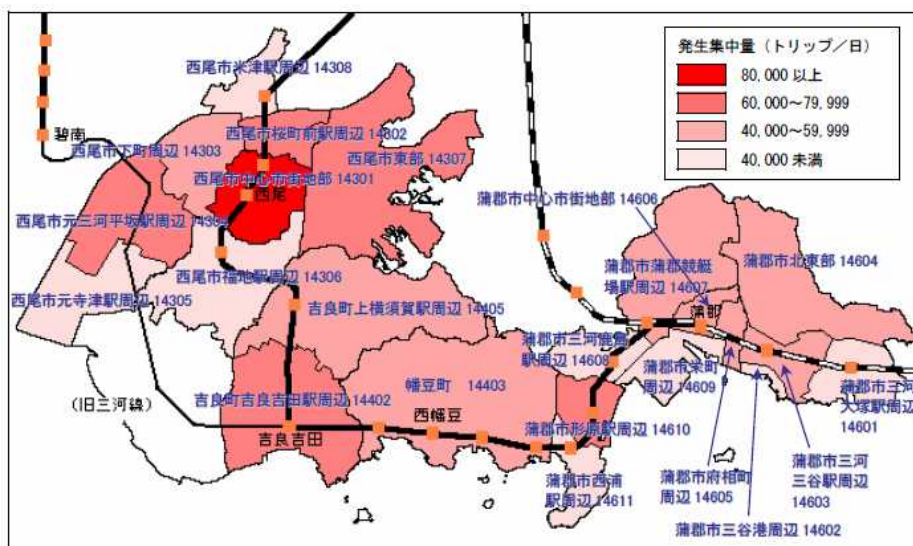 発生集中量（トリップ／日）
80,000 以上
60,000～79,999
40,000～59,999
40,000 未満
西尾市米津駅周辺 14308
碧南
西尾市桜町前駅周辺 14302
西尾市下町周辺 14303
西尾市東部 14307
西尾市中心市街地部 14301
西尾
蒲郡市中心市街地部 14606
西尾市元三河平坂駅周辺 14304
蒲郡市蒲郡競艇
場駅周辺 14607
蒲郡市北東部 14604
西尾市福地駅周辺 14306
西尾市元寺津駅周辺 14305
吉良町上横須賀駅周辺 14405
蒲郡
蒲郡市三河鹿島
駅周辺 14608
蒲郡市栄町
周辺 14609
幡豆町 14403
吉良町吉良吉田駅周辺 14402
（旧三河線）
西幡豆
吉良吉田
蒲郡市形原駅周辺 14610
蒲郡市三河
大塚駅周辺
14601
蒲郡市西浦
駅周辺 14611
蒲郡市府相町
周辺 14605
蒲郡市三河
三谷駅周辺
14603
蒲郡市三谷港周辺 14602